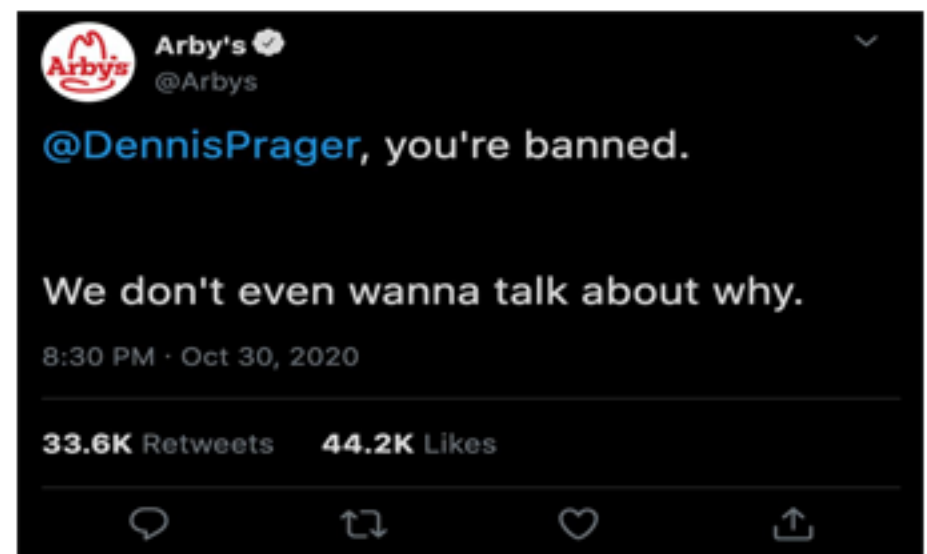 Arby's
Arby's
@Arbys
@DennisPrager, you're banned.
We don't even wanna talk about why.
8:30 PM · Oct 30, 2020
33.6K Retweets 44.2K Likes